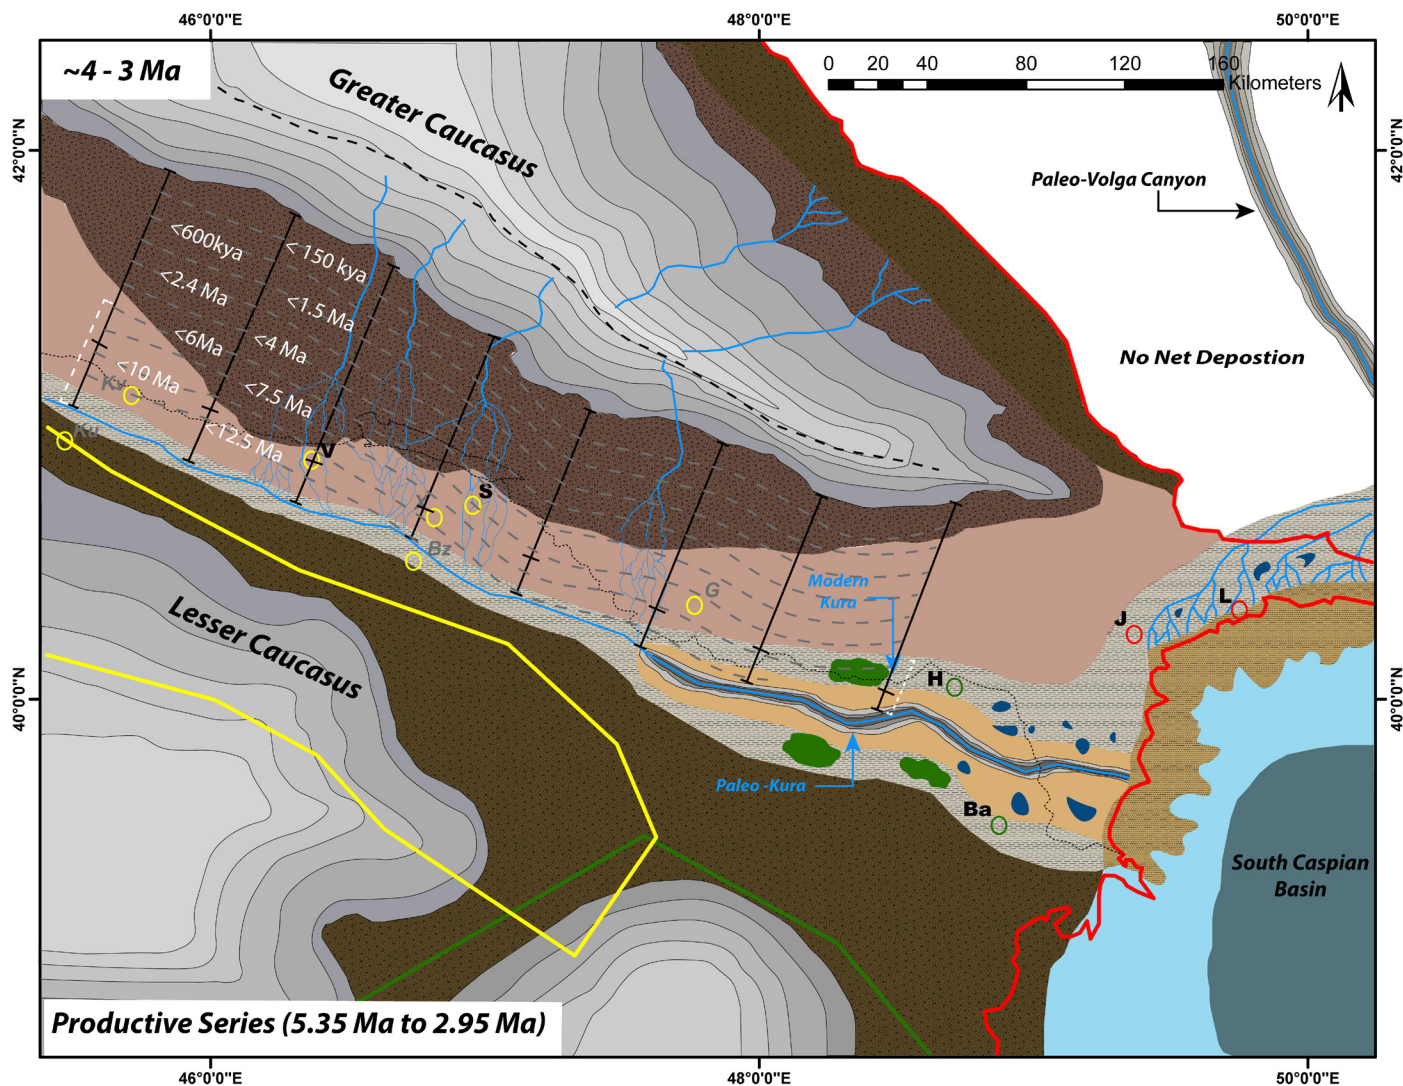 46°0'0"E 48°0'0"E 50°0'0"E
~4 - 3 Ma
0 20 40 80 120 160
Kilometers
Greater Caucasus
42°0'0"N
42°0'0"N
Paleo-Volga Canyon
<600kya
<150 kya
<2.4 Ma
<1.5 Ma
<6Ma
<4 Ma
No Net Depostion
<10 Ma
<7.5 Ma
Kv
Ku
<12.5 Ma
V
S
Bz
Modern
Kura
G
L
J
Lesser Caucasus
H
40°0'0"N
40°0'0"N
Paleo -Kura
Ba
South Caspian
Basin
Productive Series (5.35 Ma to 2.95 Ma)
46°0'0"E 48°0'0"E 50°0'0"E